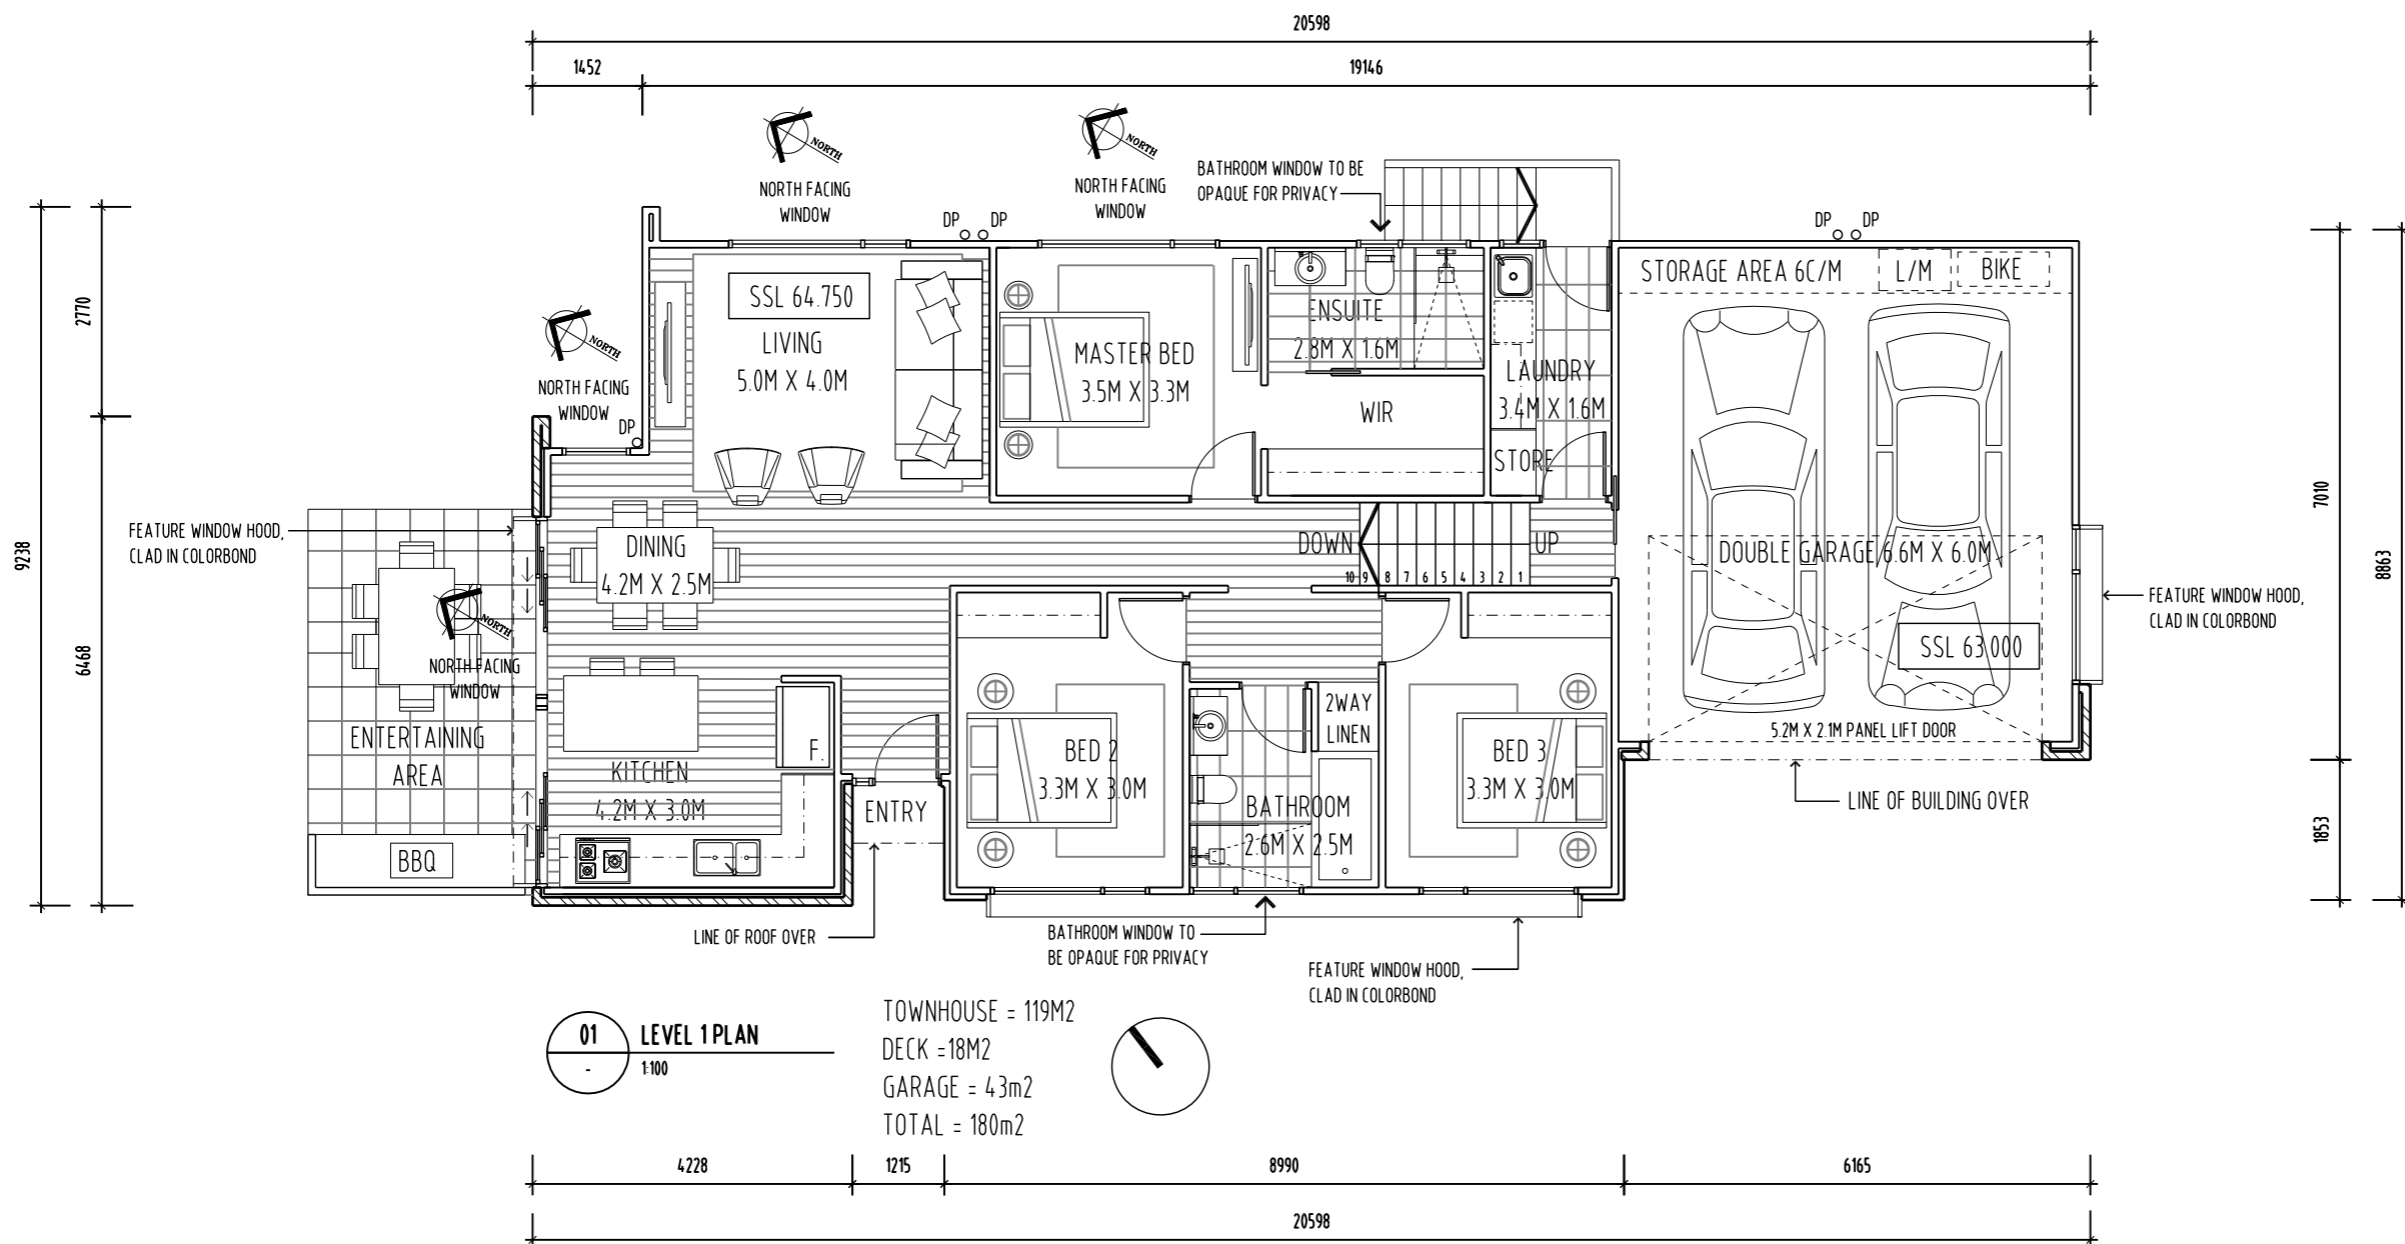 20598
1452
19146
NORTH
NORTH FACING
WINDOW
NORTH
NORTH FACING
WINDOW
BATHROOM WINDOW TO BE
OPAQUE FOR PRIVACY
DP DP
DP DP
STORAGE AREA 6C/M
L/M
BIKE
9238
2770
6468
NORTH
NORTH FACING
WINDOW
DP
SSL 64.750
LIVING
5.0M X 4.0M
MASTER BED
3.5M X 3.3M
ENSUITE
2.8M X 1.6M
WIR
LAUNDRY
3.4M X 1.6M
STORE
7010
8863
1853
FEATURE WINDOW HOOD,
CLAD IN COLORBOND
DINING
4.2M X 2.5M
DOWN
UP
10 9 8 7 6 5 4 3 2 1
DOUBLE GARAGE 6.6M X 6.0M
FEATURE WINDOW HOOD,
CLAD IN COLORBOND
SSL 63.000
5.2M X 2.1M PANEL LIFT DOOR
LINE OF BUILDING OVER
NORTH
NORTH FACING
WINDOW
ENTERTAINING
AREA
BBQ
KITCHEN
4.2M X 3.0M
F.
ENTRY
BED 2
3.3M X 3.0M
2WAY
LINEN
BATHROOM
2.6M X 2.5M
BED 3
3.3M X 3.0M
LINE OF ROOF OVER
BATHROOM WINDOW TO
BE OPAQUE FOR PRIVACY
FEATURE WINDOW HOOD,
CLAD IN COLORBOND
01
-
LEVEL 1 PLAN
1:100
TOWNHOUSE = 119M2
DECK =18M2
GARAGE = 43m2
TOTAL = 180m2
4228
1215
8990
6165
20598